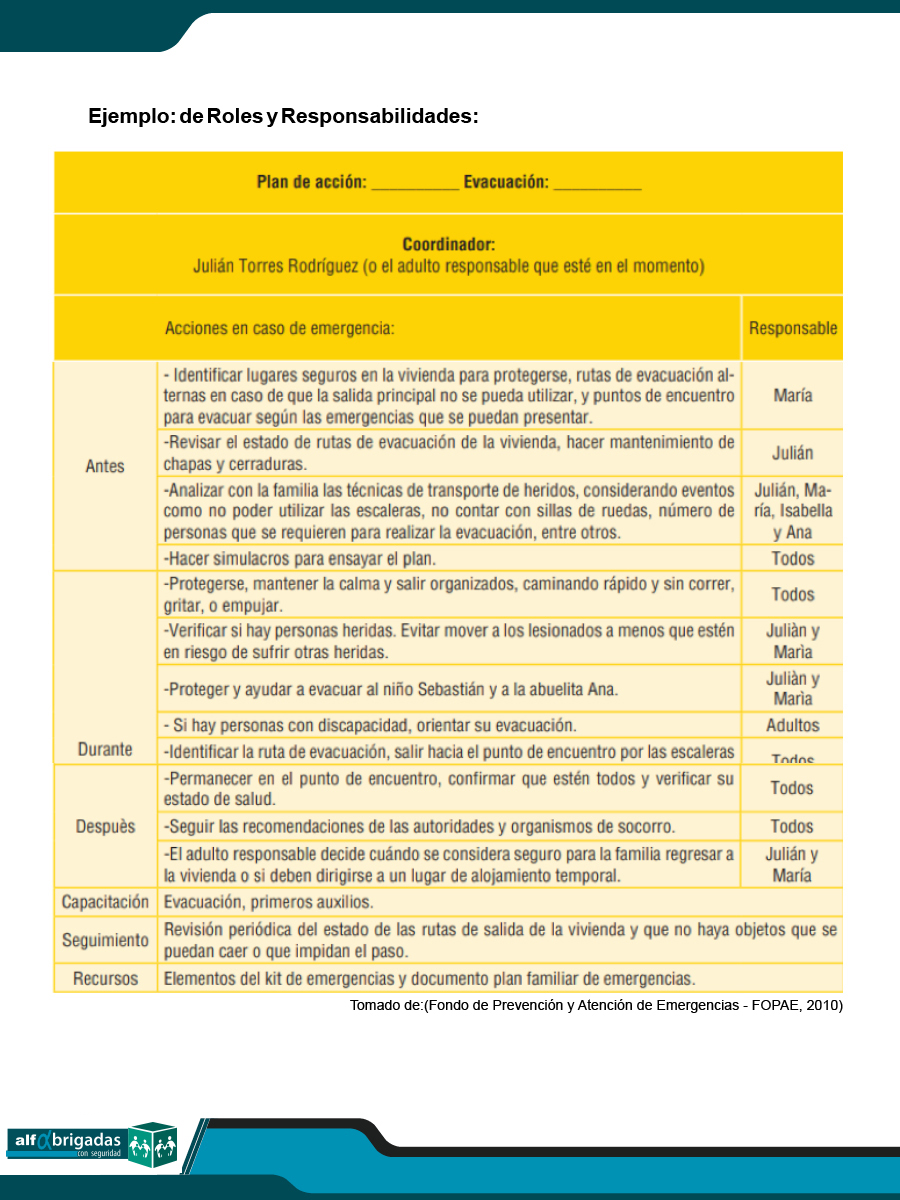 Ejemplo: de Roles y Responsabilidades:
Plan de acción: __________ Evacuación: __________
Coordinador:
Julián Torres Rodríguez (o el adulto responsable que esté en el momento)
Acciones en caso de emergencia:
Responsable
Antes
- Identificar lugares seguros en la vivienda para protegerse, rutas de evacuación al-
ternas en caso de que la salida principal no se pueda utilizar, y puntos de encuentro
para evacuar según las emergencias que se puedan presentar.
María
-Revisar el estado de rutas de evacuación de la vivienda, hacer mantenimiento de
chapas y cerraduras.
Julián
-Analizar con la familia las técnicas de transporte de heridos, considerando eventos
como no poder utilizar las escaleras, no contar con sillas de ruedas, número de
personas que se requieren para realizar la evacuación, entre otros.
Julián, Ma-
ría, Isabella
y Ana
-Hacer simulacros para ensayar el plan.
Todos
Durante
-Protegerse, mantener la calma y salir organizados, caminando rápido y sin correr,
gritar, o empujar.
Todos
-Verificar si hay personas heridas. Evitar mover a los lesionados a menos que estén
en riesgo de sufrir otras heridas.
Juliàn y
Marìa
-Proteger y ayudar a evacuar al niño Sebastián y a la abuelita Ana.
Juliàn y
Marìa
- Si hay personas con discapacidad, orientar su evacuación.
Adultos
-Identificar la ruta de evacuación, salir hacia el punto de encuentro por las escaleras
Todos
Despuès
-Permanecer en el punto de encuentro, confirmar que estén todos y verificar su
estado de salud.
Todos
-Seguir las recomendaciones de las autoridades y organismos de socorro.
Todos
-El adulto responsable decide cuándo se considera seguro para la familia regresar a
la vivienda o si deben dirigirse a un lugar de alojamiento temporal.
Julián y
María
Capacitación
Evacuación, primeros auxilios.
Seguimiento
Revisión periódica del estado de las rutas de salida de la vivienda y que no haya objetos que se
puedan caer o que impidan el paso.
Recursos
Elementos del kit de emergencias y documento plan familiar de emergencias.
Tomado de:(Fondo de Prevención y Atención de Emergencias - FOPAE, 2010)
alfαbrigadas
con seguridad